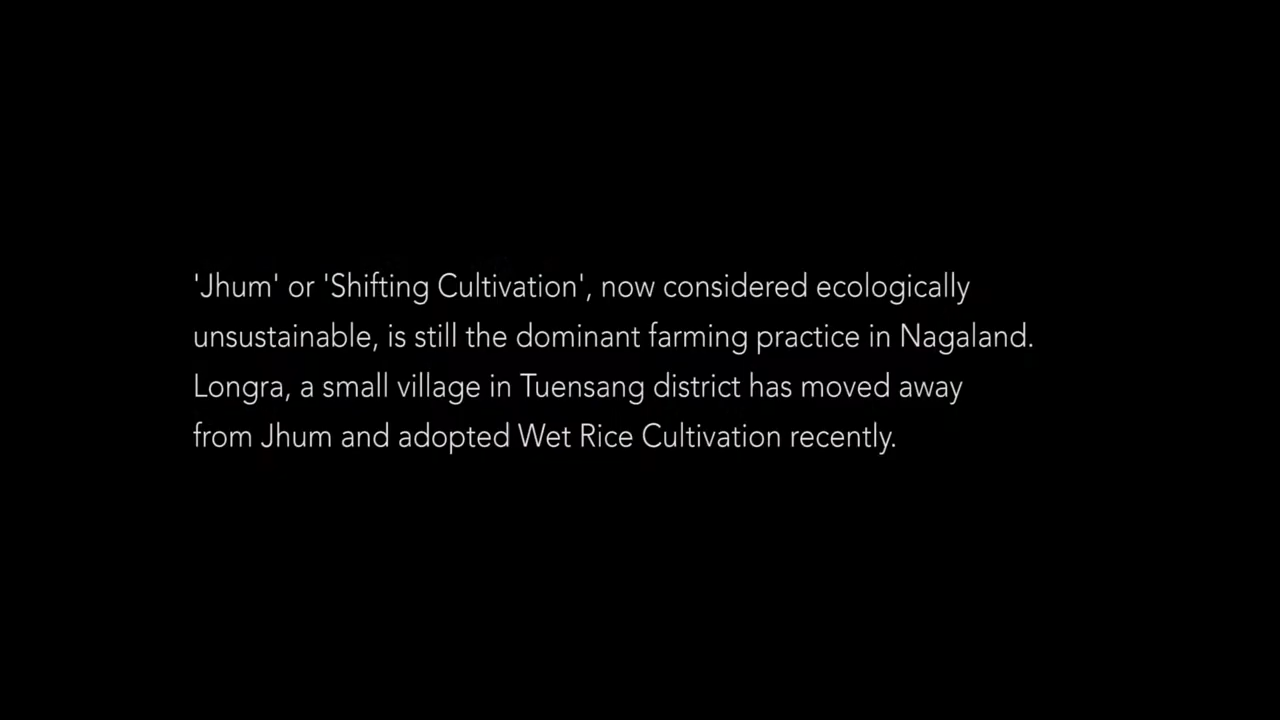 'Jhum' or 'Shifting Cultivation', now considered ecologically
unsustainable, is still the dominant farming practice in Nagaland.
Longra, a small village in Tuensang district has moved away
from Jhum and adopted Wet Rice Cultivation recently.